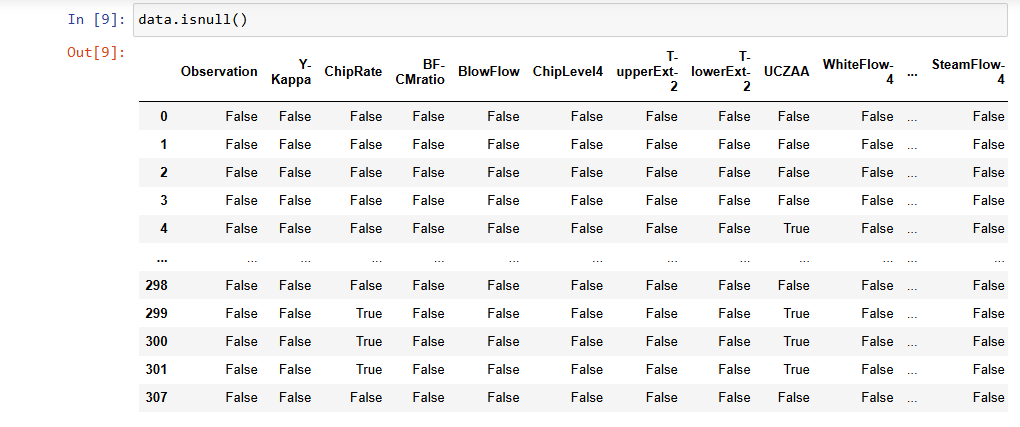 In [9]: data.isnull()
Out[9]:
Observation Y-Kappa ChipRate BF-CMratio BlowFlow ChipLevel4 T-upperExt-2 T-lowerExt-2 UCZAA WhiteFlow-4 ... SteamFlow-4
0 False False False False False False False False False False ... False
1 False False False False False False False False False False ... False
2 False False False False False False False False False False ... False
3 False False False False False False False False False False ... False
4 False False False False False False False False True False ... False
... ... ... ... ... ... ... ... ... ... ... ... ...
298 False False False False False False False False False False ... False
299 False False True False False False False False True False ... False
300 False False True False False False False False True False ... False
301 False False True False False False False False True False ... False
307 False False False False False False False False False False ... False